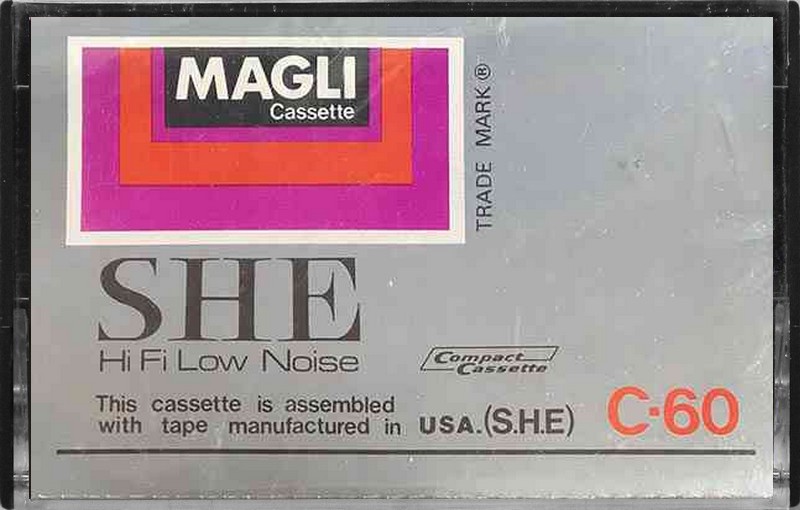 MAGLI
Cassette
TRADE MARK ®
SHE
Hi Fi Low Noise
Compact
Cassette
This cassette is assembled
with tape manufactured in USA.(S.H.E)
C·60